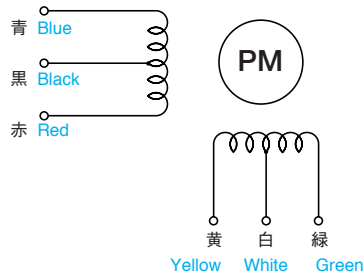 青 Blue
PM
黒 Black
赤 Red
黄 白 緑
Yellow White Green